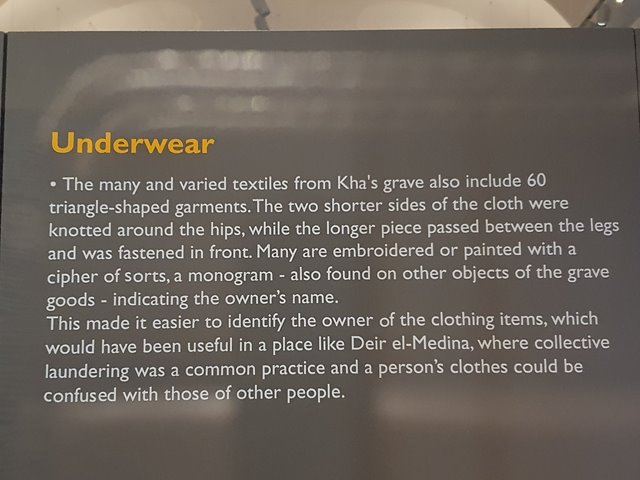 Underwear
• The many and varied textiles from Kha's grave also include 60
triangle-shaped garments. The two shorter sides of the cloth were
knotted around the hips, while the longer piece passed between the legs
and was fastened in front. Many are embroidered or painted with a
cipher of sorts, a monogram - also found on other objects of the grave
goods - indicating the owner's name.
This made it easier to identify the owner of the clothing items, which
would have been useful in a place like Deir el-Medina, where collective
laundering was a common practice and a person's clothes could be
confused with those of other people.